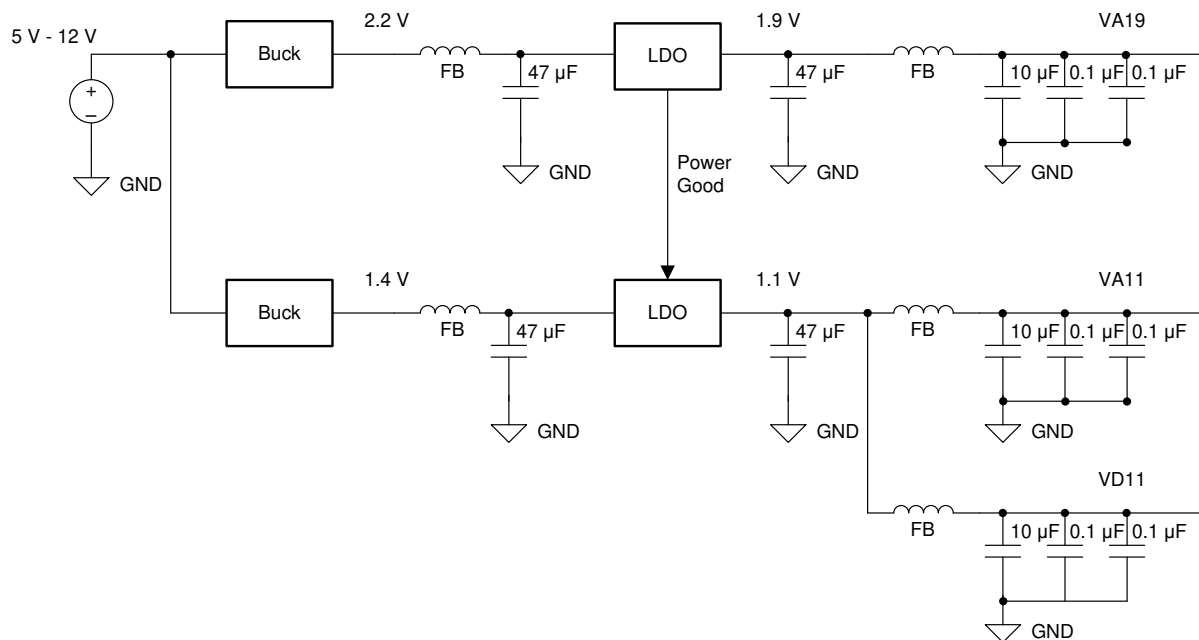 5 V - 12 V
2.2 V
1.9 V
VA19
Buck
LDO
FB
47 µF
47 µF
FB
10 µF
0.1 µF
0.1 µF
+
–
GND
GND
GND
GND
Power
Good
1.4 V
1.1 V
VA11
Buck
LDO
FB
47 µF
47 µF
FB
10 µF
0.1 µF
0.1 µF
GND
GND
GND
VD11
FB
10 µF
0.1 µF
0.1 µF
GND